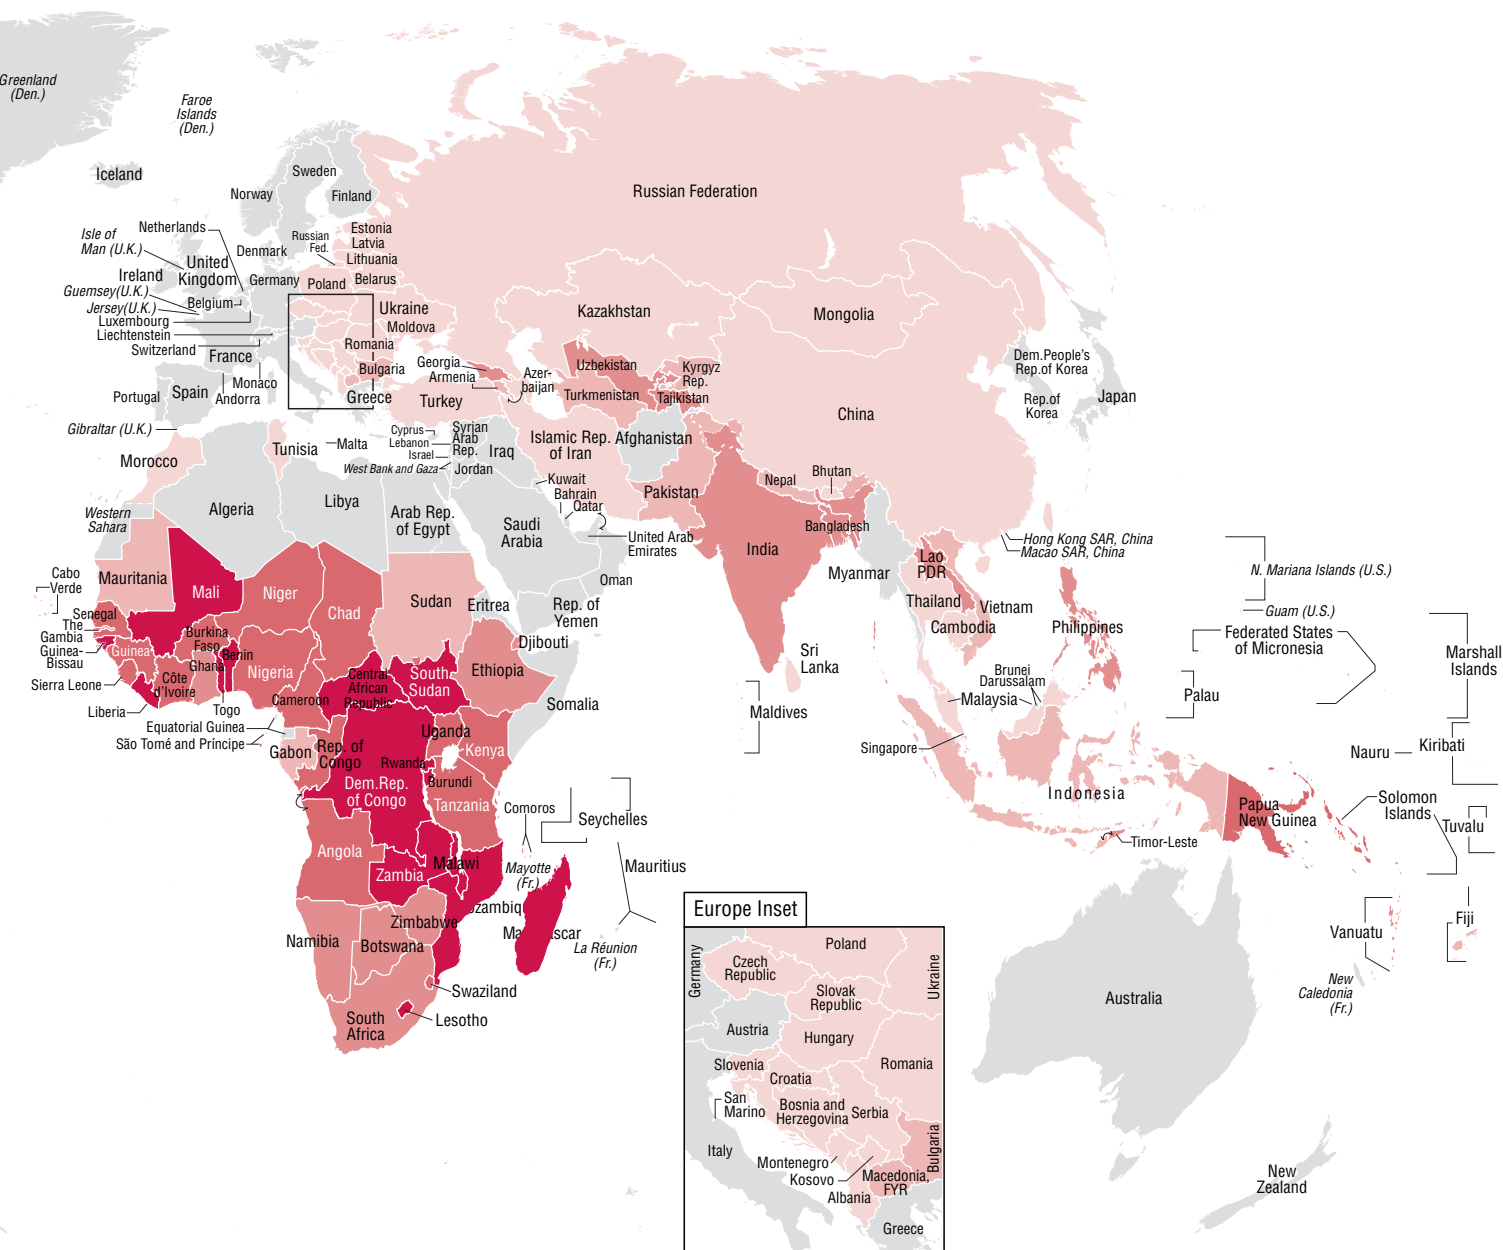 Greenland
(Den.)
Faroe
Islands
(Den.)
Iceland
Norway
Sweden
Finland
Isle of
Man (U.K.)
Netherlands
Ireland
United
Kingdom
Denmark
Russian
Fed.
Estonia
Latvia
Lithuania
Guemsey(U.K.)
Jersey(U.K.)
Belgium
Germany
Poland
Belarus
Luxembourg
Liechtenstein
Switzerland
France
Ukraine
Moldova
Romania
Bulgaria
Portugal
Spain
Andorra
Monaco
Greece
Gibraltar (U.K.)
Russian Federation
Kazakhstan
Mongolia
Georgia
Armenia
Azer-
baijan
Turkey
Uzbekistan
Turkmenistan
Kyrgyz
Rep.
Tajikistan
China
Dem.People's
Rep.of Korea
Rep.of
Korea
Japan
Morocco
Tunisia
Malta
Cyprus
Lebanon
Israel
West Bank and Gaza
Syrian
Arab
Rep.
Jordan
Iraq
Islamic Rep.
of Iran
Afghanistan
Kuwait
Bahrain
Qatar
Pakistan
Nepal
Bhutan
Bangladesh
India
Western
Sahara
Algeria
Libya
Arab Rep.
of Egypt
Saudi
Arabia
United Arab
Emirates
Oman
Rep. of
Yemen
Hong Kong SAR, China
Macao SAR, China
Myanmar
Lao
PDR
Thailand
Vietnam
Cambodia
Philippines
N. Mariana Islands (U.S.)
Guam (U.S.)
Federated States
of Micronesia
Marshall
Islands
Palau
Cabo
Verde
Mauritania
Mali
Niger
Chad
Sudan
Eritrea
Djibouti
Senegal
The
Gambia
Guinea-
Bissau
Guinea
Sierra Leone
Liberia
Burkina
Faso
Ghana
Benin
Côte
d'Ivoire
Togo
Nigeria
Cameroon
Central
African
Republic
South
Sudan
Ethiopia
Somalia
Equatorial Guinea
São Tomé and Príncipe
Gabon
Rep. of
Congo
Dem.Rep.
of Congo
Uganda
Kenya
Rwanda
Burundi
Tanzania
Sri
Lanka
Maldives
Brunei
Darussalam
Malaysia
Singapore
Indonesia
Timor-Leste
Papua
New Guinea
Nauru
Kiribati
Solomon
Islands
Tuvalu
Vanuatu
Fiji
New
Caledonia
(Fr.)
Comoros
Seychelles
Mayotte
(Fr.)
Mauritius
La Réunion
(Fr.)
Angola
Zambia
Malawi
ozambiq
Ma scar
Zimbabwe
Namibia
Botswana
Swaziland
Lesotho
South
Africa
Australia
New
Zealand
Europe Inset
Germany
Poland
Czech
Republic
Ukraine
Slovak
Republic
Austria
Hungary
Slovenia
Croatia
Romania
San
Marino
Bosnia and
Herzegovina
Serbia
Italy
Montenegro
Kosovo
Bulgaria
Macedonia,
FYR
Albania
Greece